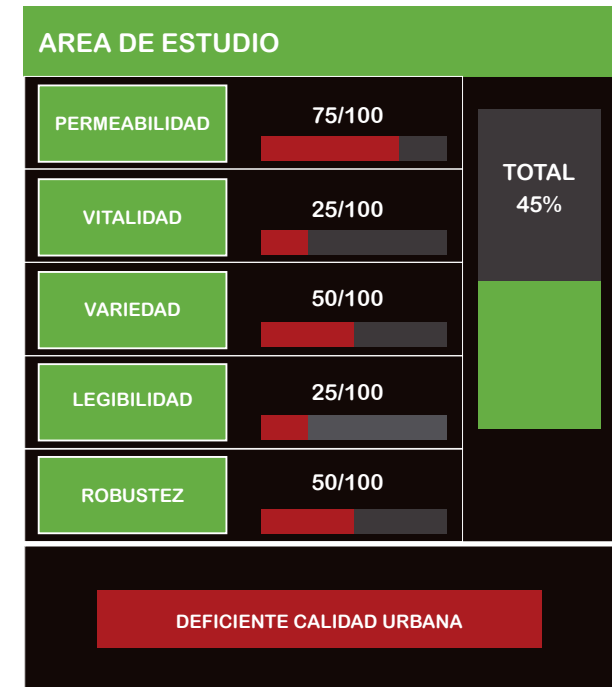 AREA DE ESTUDIO
PERMEABILIDAD
75/100
VITALIDAD
25/100
VARIEDAD
50/100
LEGIBILIDAD
25/100
ROBUSTEZ
50/100
TOTAL
45%
DEFICIENTE CALIDAD URBANA